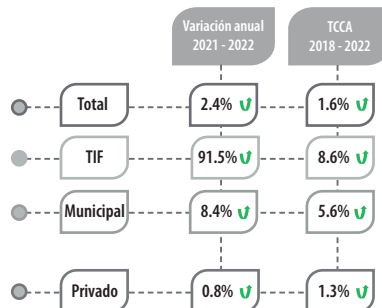 Variación anual
2021 - 2022
TCCA
2018 - 2022
Total
2.4%
1.6%
TIF
91.5%
8.6%
Municipal
8.4%
5.6%
Privado
0.8%
1.3%